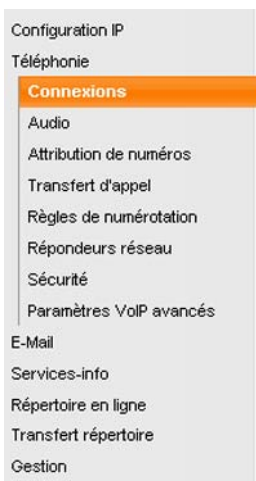 Configuration IP
Téléphonie
Connexions
Audio
Attribution de numéros
Transfert d'appel
Règles de numérotation
Répondeurs réseau
Sécurité
Paramètres VoIP avancés
E-Mail
Services-info
Répertoire en ligne
Transfert répertoire
Gestion